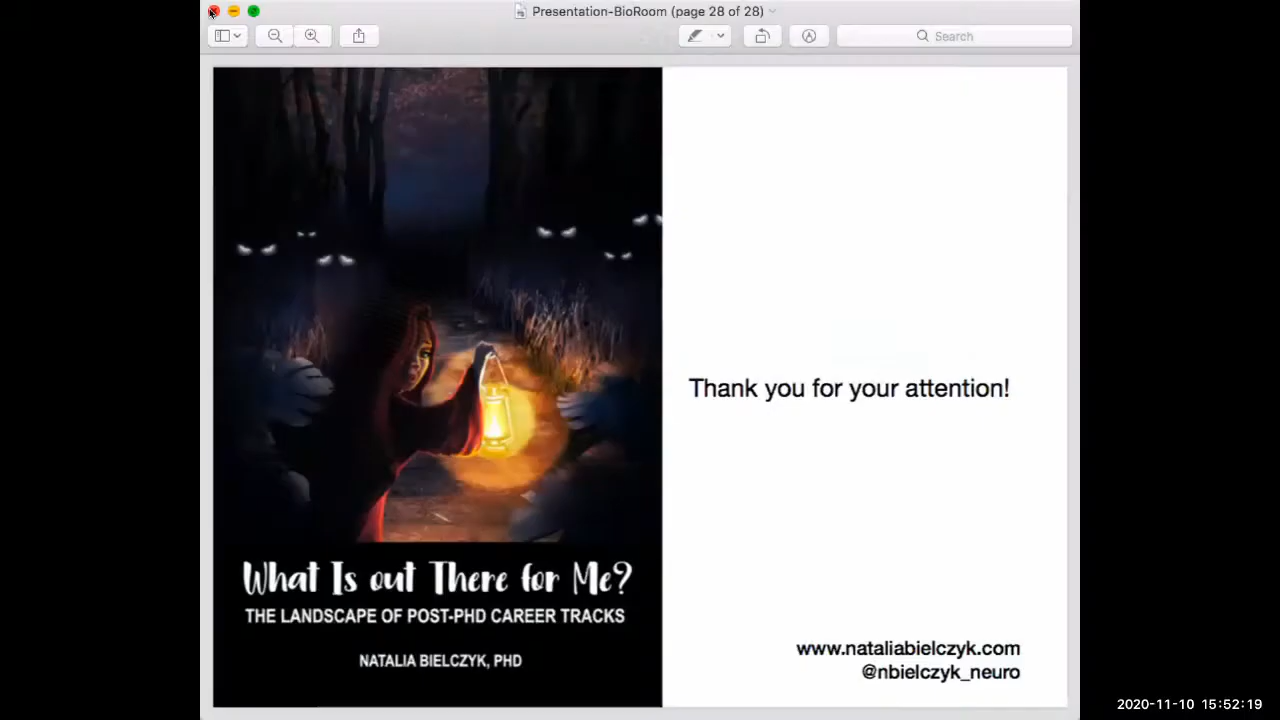 Presentation-BioRoom (page 28 of 28)
Search
What Is out There for Me?
THE LANDSCAPE OF POST-PHD CAREER TRACKS
NATALIA BIELCZYK, PHD
Thank you for your attention!
www.nataliabielczyk.com
@nbielczyk_neuro
2020-11-10 15:52:19